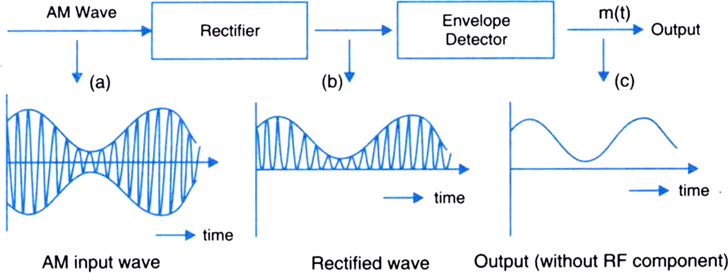 AM Wave
Rectifier
Envelope
Detector
m(t)
Output
(a)
(b)
(c)
time
time
time
AM input wave
Rectified wave
Output (without RF component)